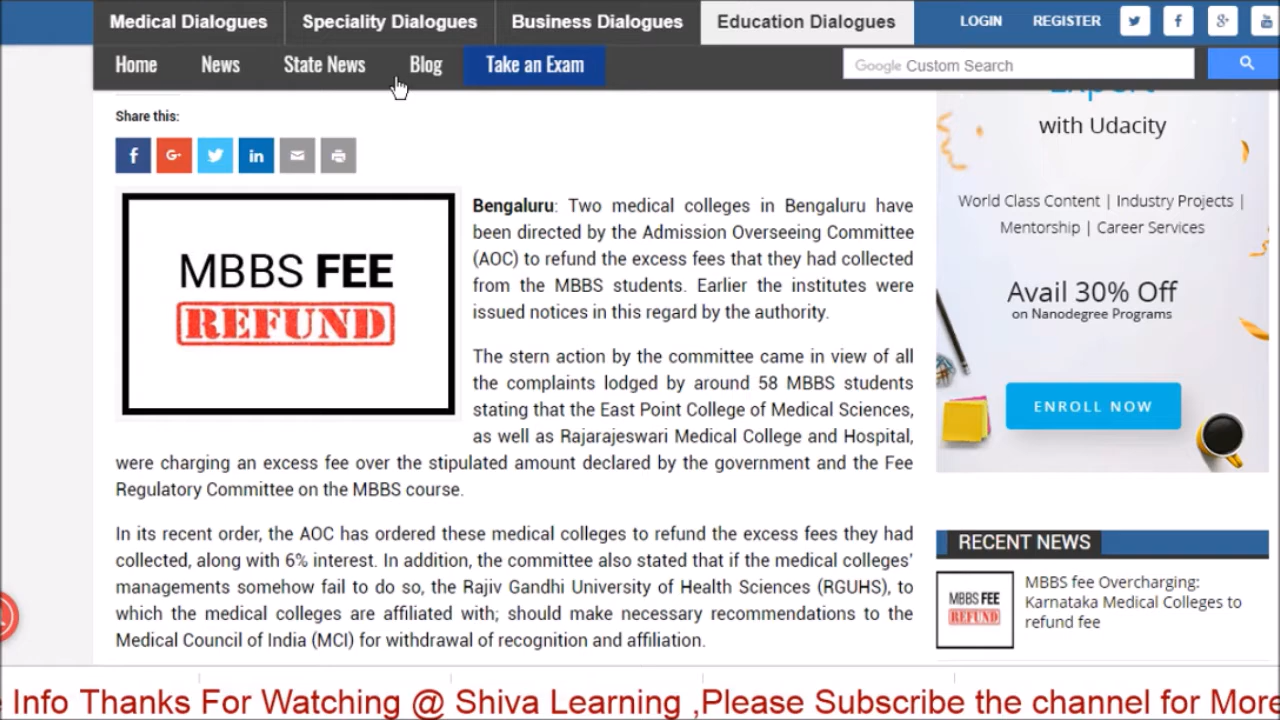 Medical Dialogues Speciality Dialogues Business Dialogues Education Dialogues LOGIN REGISTER
Home News State News Blog Take an Exam Google Custom Search
Share this:
MBBS FEE
REFUND
Bengaluru: Two medical colleges in Bengaluru have
been directed by the Admission Overseeing Committee
(AOC) to refund the excess fees that they had collected
from the MBBS students. Earlier the institutes were
issued notices in this regard by the authority.
The stern action by the committee came in view of all
the complaints lodged by around 58 MBBS students
stating that the East Point College of Medical Sciences,
as well as Rajarajeswari Medical College and Hospital,
were charging an excess fee over the stipulated amount declared by the government and the Fee
Regulatory Committee on the MBBS course.
In its recent order, the AOC has ordered these medical colleges to refund the excess fees they had
collected, along with 6% interest. In addition, the committee also stated that if the medical colleges'
managements somehow fail to do so, the Rajiv Gandhi University of Health Sciences (RGUHS), to
which the medical colleges are affiliated with; should make necessary recommendations to the
Medical Council of India (MCI) for withdrawal of recognition and affiliation.
with Udacity
World Class Content | Industry Projects |
Mentorship | Career Services
Avail 30% Off
on Nanodegree Programs
ENROLL NOW
RECENT NEWS
MBBS FEE
REFUND
MBBS fee Overcharging:
Karnataka Medical Colleges to
refund fee
Info Thanks For Watching @ Shiva Learning ,Please Subscribe the channel for More